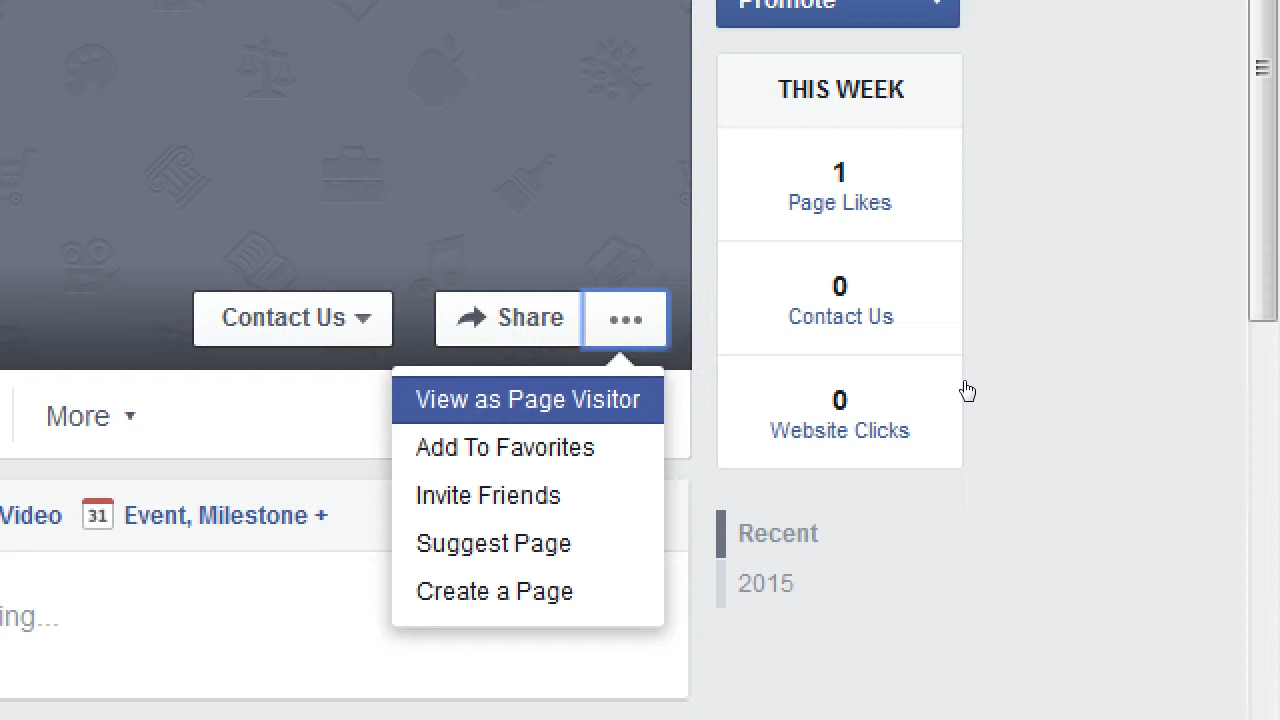 Promote
THIS WEEK
1
Page Likes
0
Contact Us
0
Website Clicks
Contact Us
Share
View as Page Visitor
Add To Favorites
Invite Friends
Suggest Page
Create a Page
More
Video
31
Event, Milestone +
ing...
Recent
2015